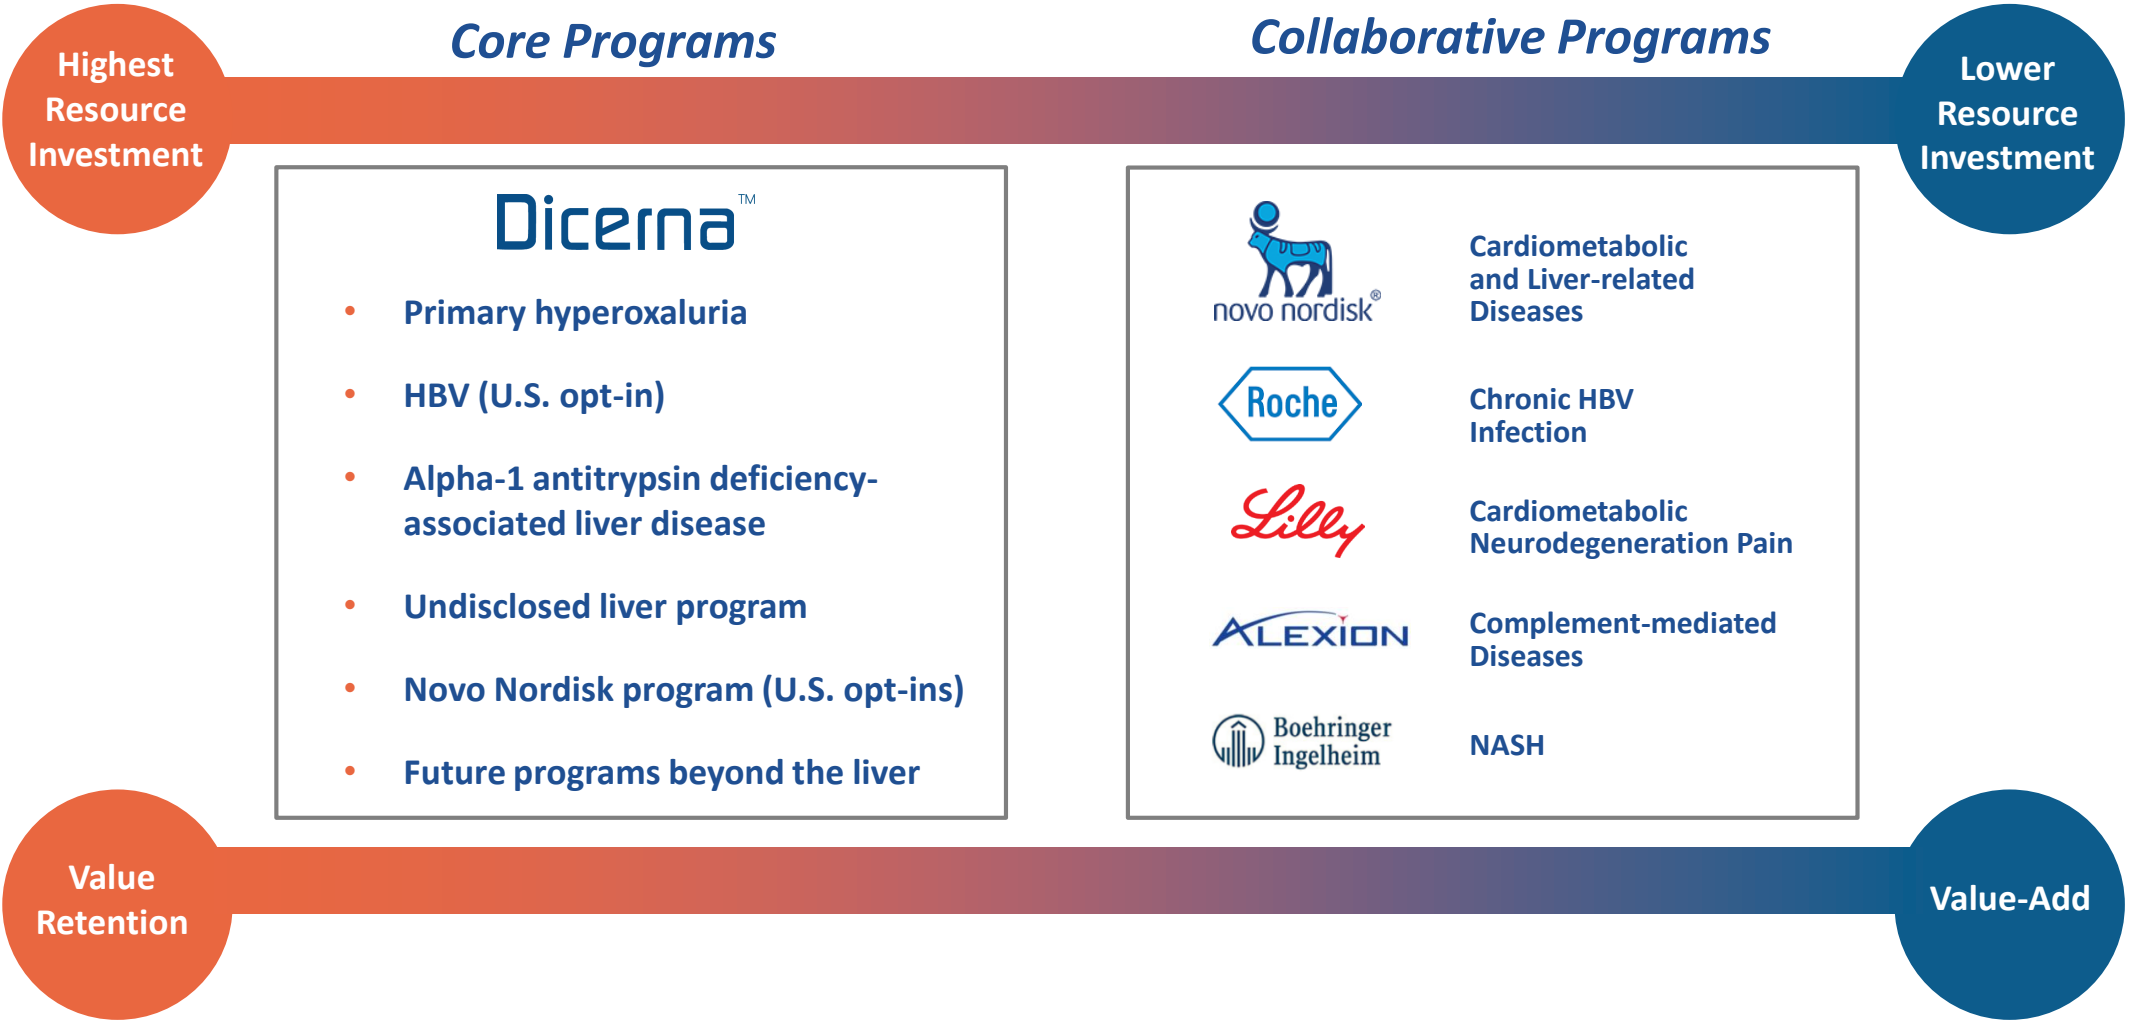 Core Programs
Collaborative Programs
Highest
Resource
Investment
Lower
Resource
Investment
Dicerna™
• Primary hyperoxaluria
• HBV (U.S. opt-in)
• Alpha-1 antitrypsin deficiency-
associated liver disease
• Undisclosed liver program
• Novo Nordisk program (U.S. opt-ins)
• Future programs beyond the liver
novo nordisk®
Cardiometabolic
and Liver-related
Diseases
Roche
Chronic HBV
Infection
Lilly
Cardiometabolic
Neurodegeneration Pain
ALEXION
Complement-mediated
Diseases
Boehringer
Ingelheim
NASH
Value
Retention
Value-Add